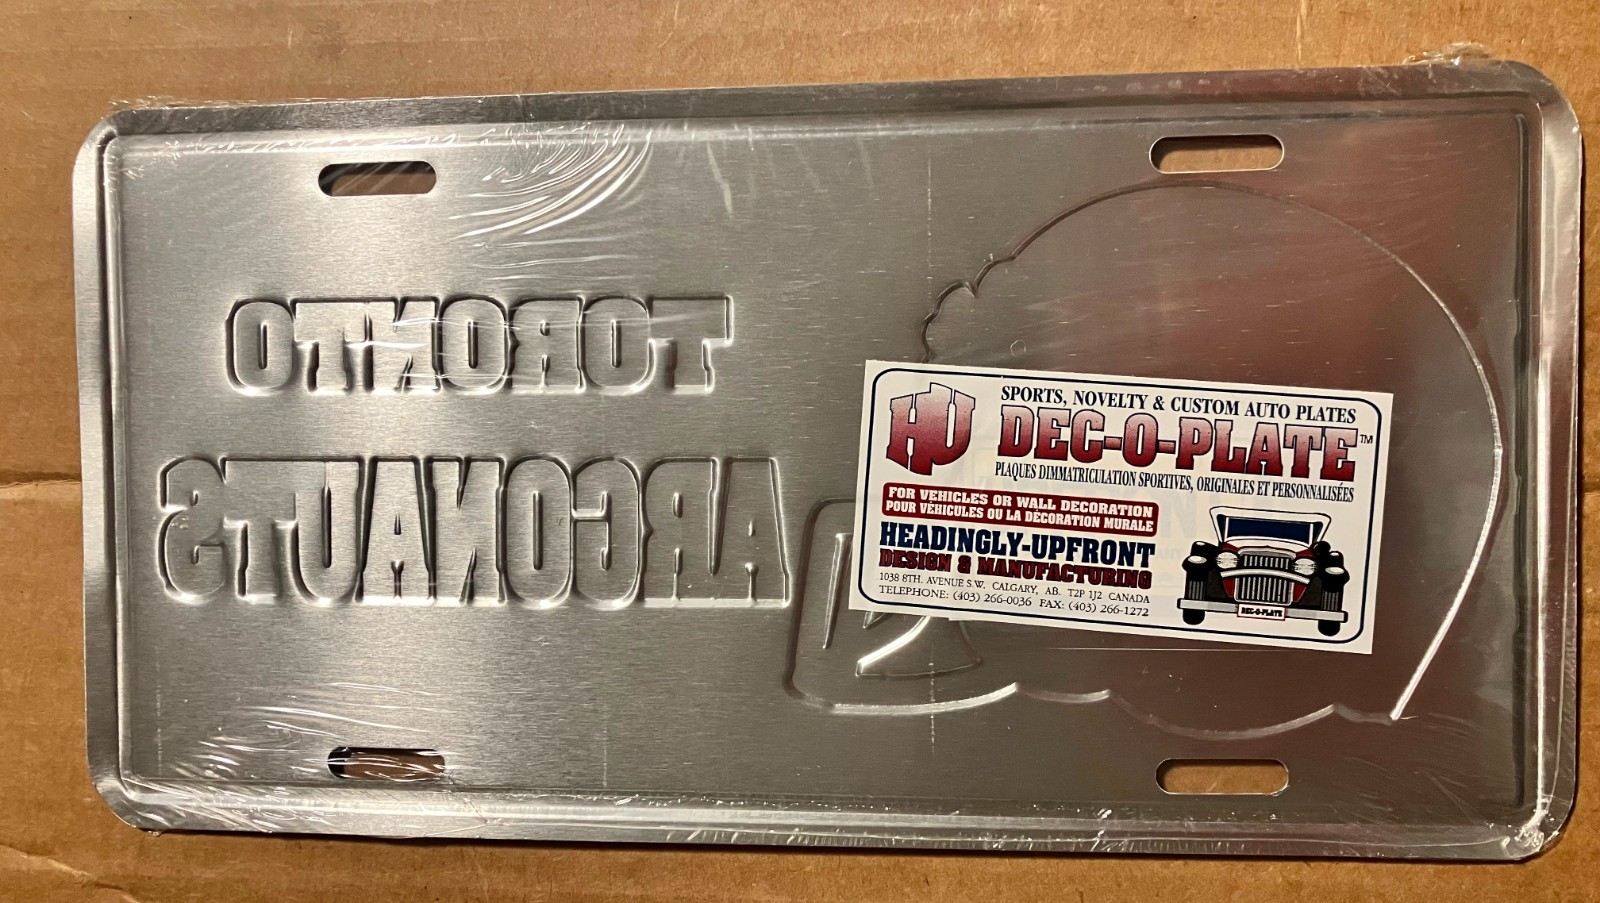 TORONTO
ARGONAUTS
HU
SPORTS, NOVELTY & CUSTOM AUTO PLATES
DEC-O-PLATE™
PLAQUES DIMMATRICULATION SPORTIVES, ORIGINALES ET PERSONNALISÉES
FOR VEHICLES OR WALL DECORATION
POUR VÉHICULES OU LA DÉCORATION MURALE
HEADINGLY-UPFRONT
DESIGN & MANUFACTURING
1038 8TH. AVENUE S.W, CALGARY, AB. T2P 1J2 CANADA
TELEPHONE: (403) 266-0036 FAX: (403) 266-1272
DEC-O-PLATE